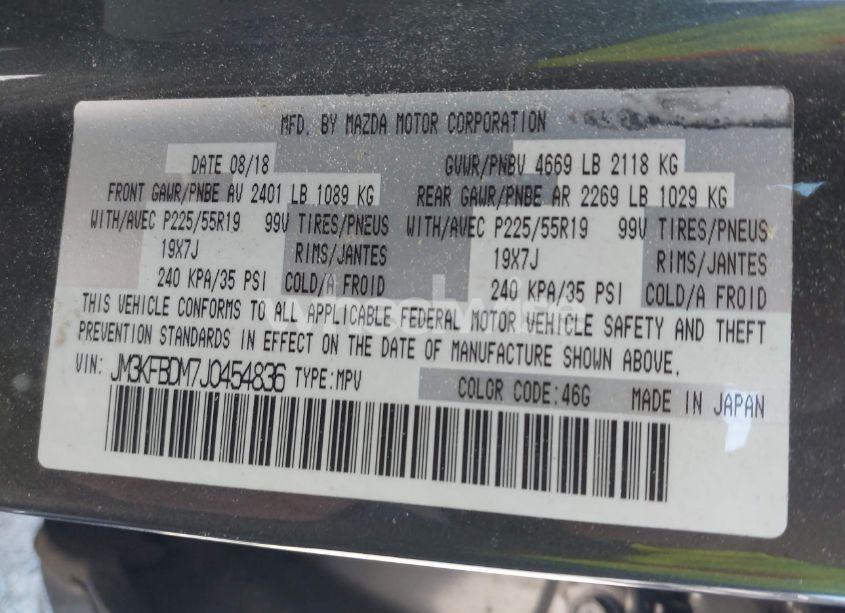 MFD. BY MAZDA MOTOR CORPORATION
DATE 08/18 GVWR/PNBV 4669 LB 2118 KG
FRONT GAWR/PNBE AV 2401 LB 1089 KG REAR GAWR/PNBE AR 2269 LB 1029 KG
WITH/AVEC P225/55R19 99V TIRES/PNEUS WITH/AVEC P225/55R19 99V TIRES/PNEUS
19X7J RIMS/JANTES 19X7J RIMS/JANTES
240 KPA/35 PSI COLD/A FROID 240 KPA/35 PSI COLD/A FROID
THIS VEHICLE CONFORMS TO ALL APPLICABLE FEDERAL MOTOR VEHICLE SAFETY AND THEFT
PREVENTION STANDARDS IN EFFECT ON THE DATE OF MANUFACTURE SHOWN ABOVE.
VIN: JM3KFBDM7J0454836 TYPE:MPV COLOR CODE:46G MADE IN JAPAN